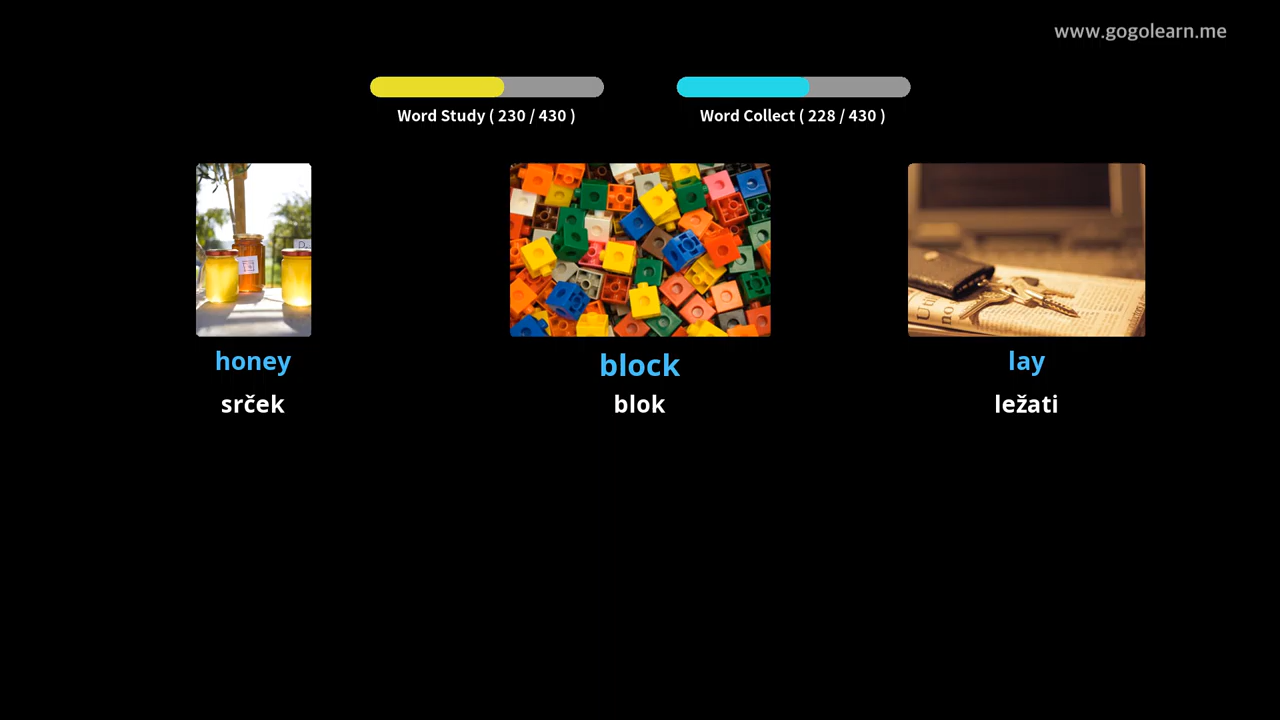 www.gogolearn.me
Word Study ( 230 / 430 )
Word Collect ( 228 / 430 )
honey
block
lay
srček
blok
ležati